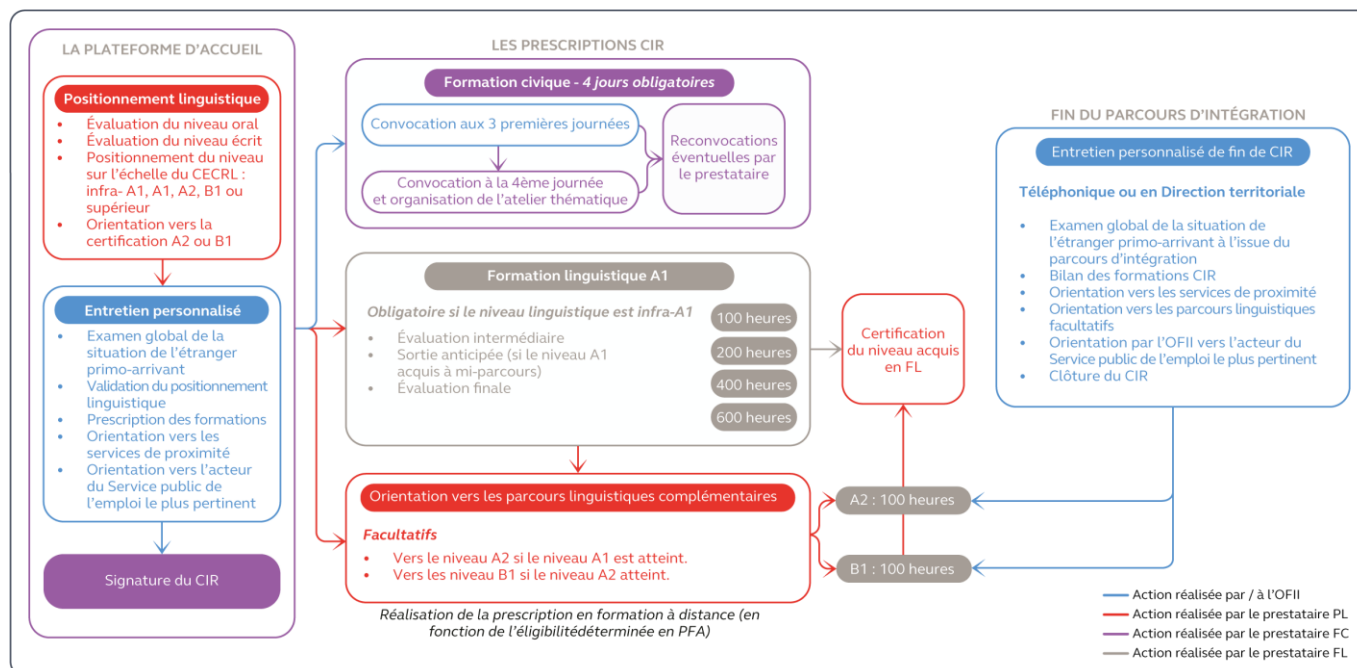 LA PLATEFORME D'ACCUEIL
Positionnement linguistique
• Évaluation du niveau oral
• Évaluation du niveau écrit
• Positionnement du niveau
sur l'échelle du CECRL :
infra- A1, A1, A2, B1 ou
supérieur
• Orientation vers la
certification A2 ou B1
Entretien personnalisé
• Examen global de la
situation de l'étranger
primo-arrivant
• Validation du positionnement
linguistique
• Prescription des formations
• Orientation vers les
services de proximité
• Orientation vers l'acteur
du Service public de
l'emploi le plus pertinent
Signature du CIR
LES PRESCRIPTIONS CIR
Formation civique - 4 jours obligatoires
Convocation aux 3 premières journées
Convocation à la 4ème journée
et organisation de l'atelier thématique
Reconvocations
éventuelles par
le prestataire
Formation linguistique A1
Obligatoire si le niveau linguistique est infra-A1
• Évaluation intermédiaire
• Sortie anticipée (si le niveau A1
acquis à mi-parcours)
• Évaluation finale
100 heures
200 heures
400 heures
600 heures
Orientation vers les parcours linguistiques complémentaires
Facultatifs
• Vers le niveau A2 si le niveau A1 est atteint.
• Vers les niveau B1 si le niveau A2 atteint.
Réalisation de la prescription en formation à distance (en
fonction de l'éligibilitédéterminée en PFA)
Certification
du niveau acquis
en FL
A2 : 100 heures
B1 : 100 heures
FIN DU PARCOURS D'INTÉGRATION
Entretien personnalisé de fin de CIR
Téléphonique ou en Direction territoriale
• Examen global de la situation de
l'étranger primo-arrivant à l'issue du
parcours d'intégration
• Bilan des formations CIR
• Orientation vers les services de proximité
• Orientation vers les parcours linguistiques
facultatifs
• Orientation par l'OFII vers l'acteur du
Service public de l'emploi le plus pertinent
• Clôture du CIR
Action réalisée par / à l'OFII
Action réalisée par le prestataire PL
Action réalisée par le prestataire FC
Action réalisée par le prestataire FL